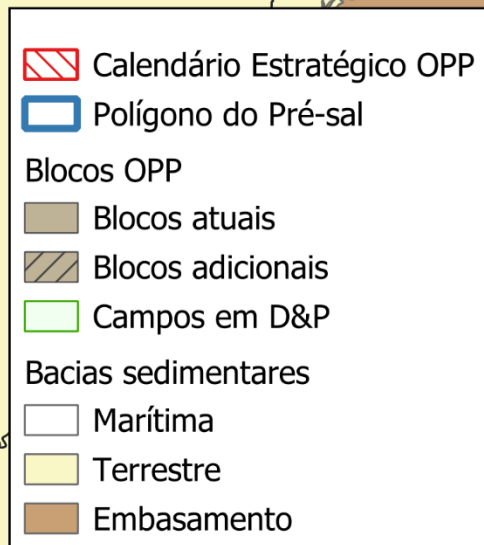 Calendário Estratégico OPP
Polígono do Pré-sal
Blocos OPP
Blocos atuais
Blocos adicionais
Campos em D&P
Bacias sedimentares
Marítima
Terrestre
Embasamento